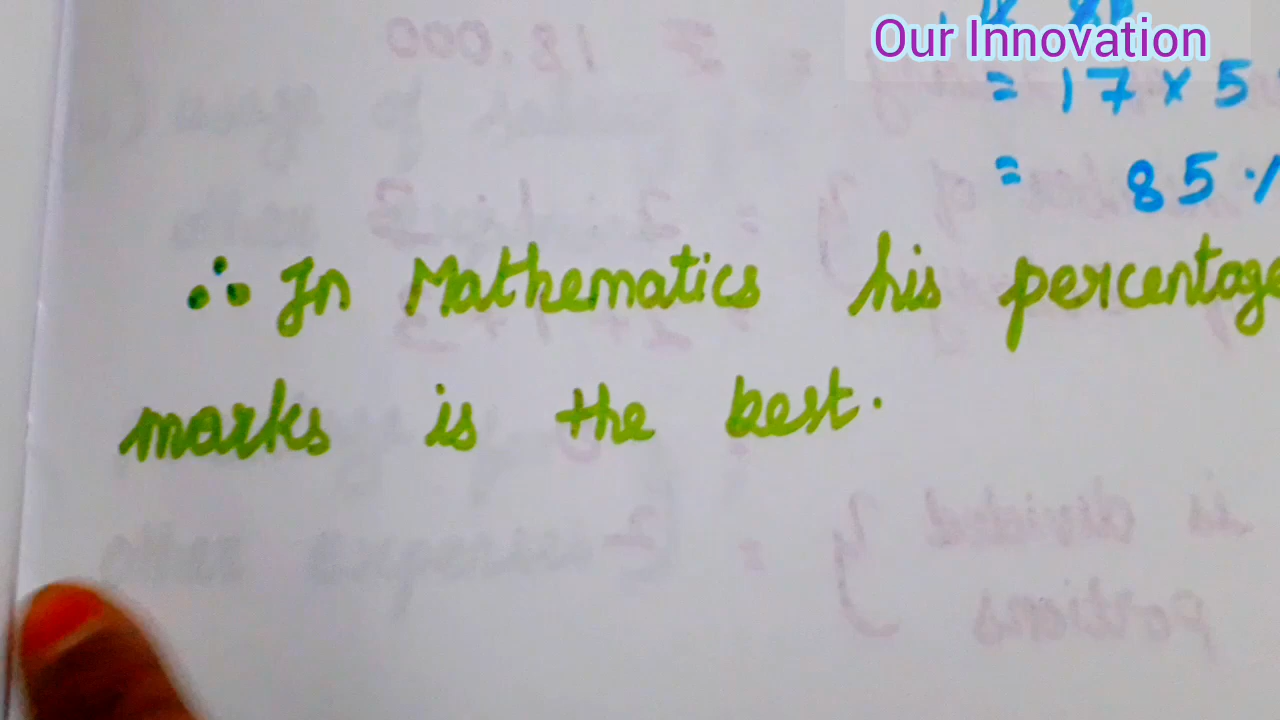 Our Innovation
= 17 × 5
= 85 %
∴ In Mathematics his percentage
marks is the best.